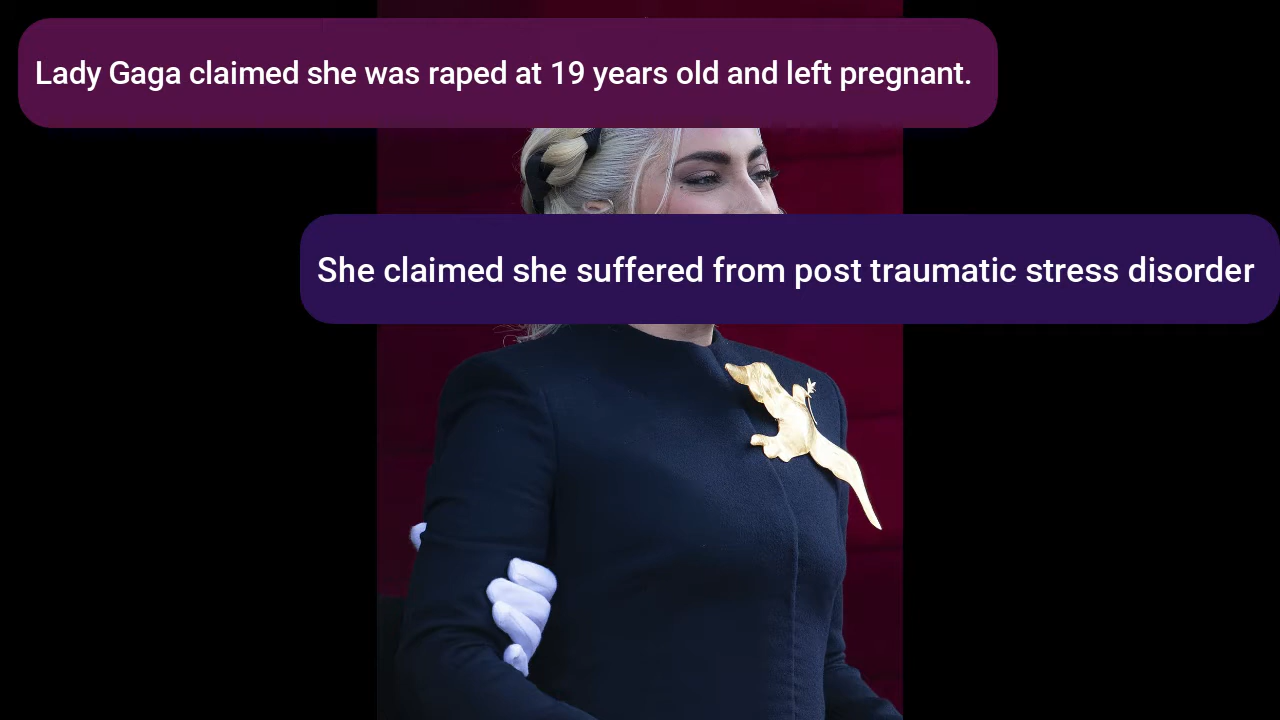 Lady Gaga claimed she was raped at 19 years old and left pregnant.
She claimed she suffered from post traumatic stress disorder